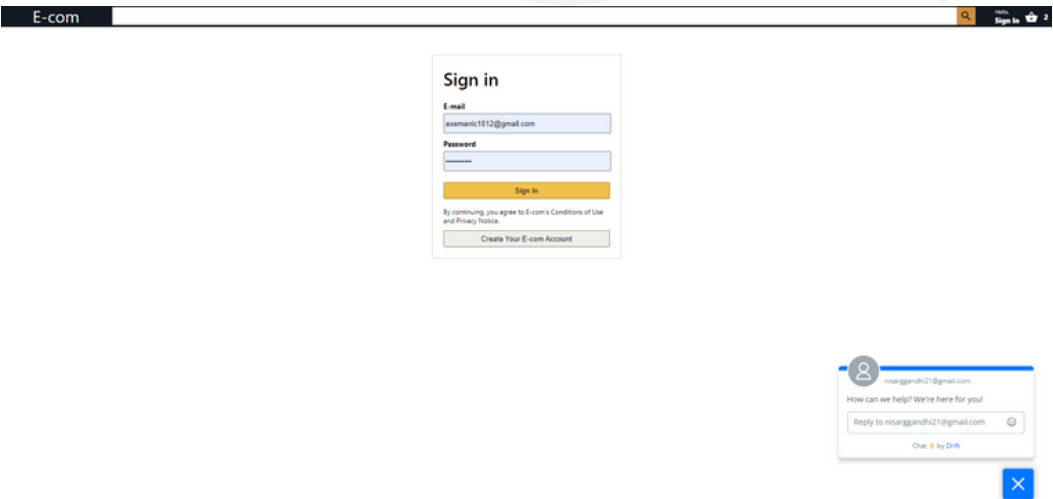 E-com
Hello,
Sign In
2
Sign in
E-mail
axemanic1012@gmail.com
Password
Sign In
By continuing, you agree to E-com's Conditions of Use
and Privacy Notice.
Create Your E-com Account
nisarggandhi21@gmail.com
How can we help? We're here for you!
Reply to nisarggandhi21@gmail.com
Chat ⚡ by Drift